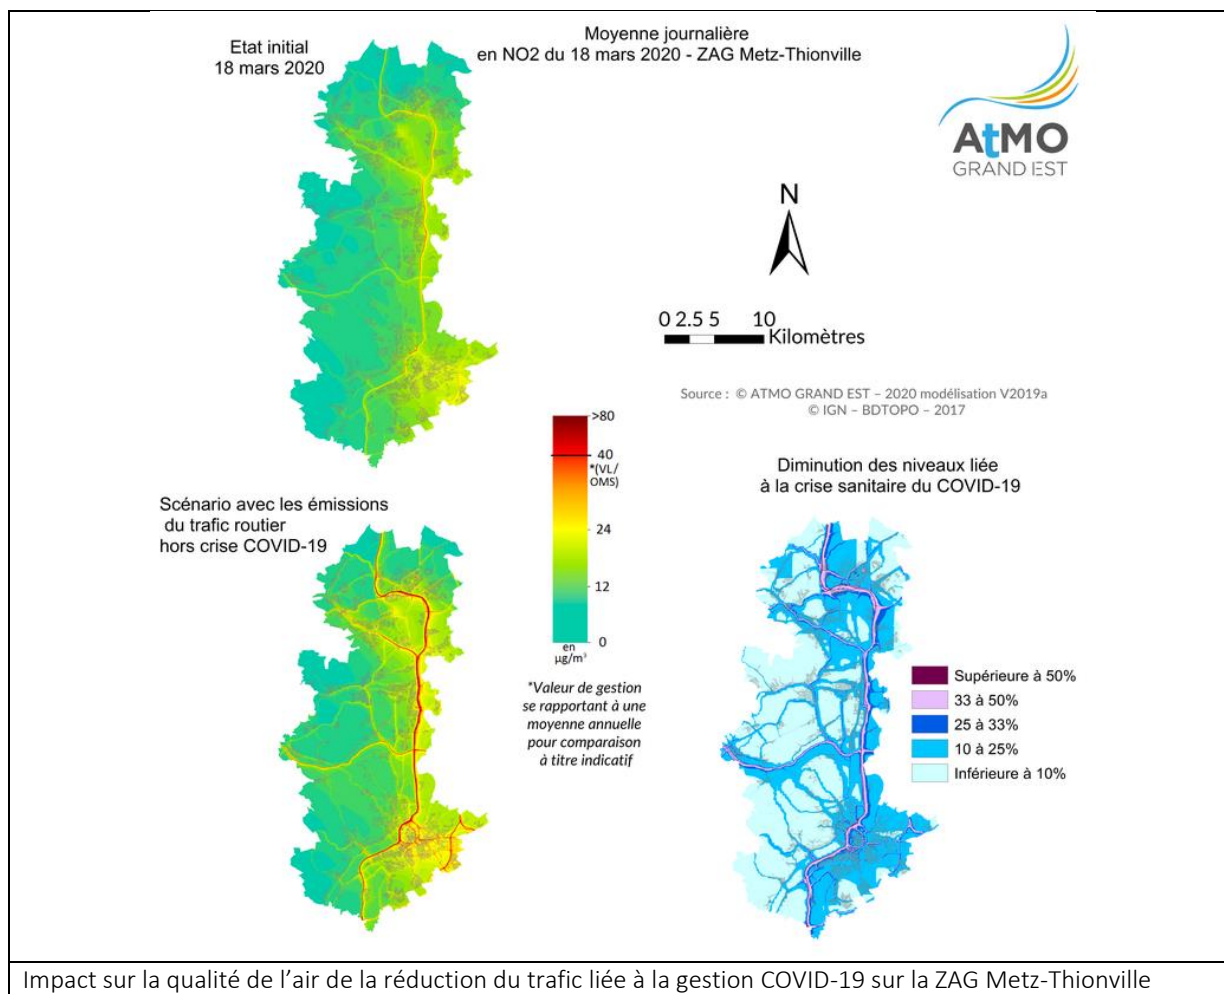 Etat initial
18 mars 2020
Moyenne journalière
en NO2 du 18 mars 2020 - ZAG Metz-Thionville
AtMO
GRAND EST
N
0 2.5 5 10
Kilomètres
Source : © ATMO GRAND EST – 2020 modélisation V2019a
© IGN – BDTOPO – 2017
>80
40
*(VL/
OMS)
24
12
0
en
µg/m³
*Valeur de gestion
se rapportant à une
moyenne annuelle
pour comparaison
à titre indicatif
Scénario avec les émissions
du trafic routier
hors crise COVID-19
Diminution des niveaux liée
à la crise sanitaire du COVID-19
Supérieure à 50%
33 à 50%
25 à 33%
10 à 25%
Inférieure à 10%
Impact sur la qualité de l’air de la réduction du trafic liée à la gestion COVID-19 sur la ZAG Metz-Thionville